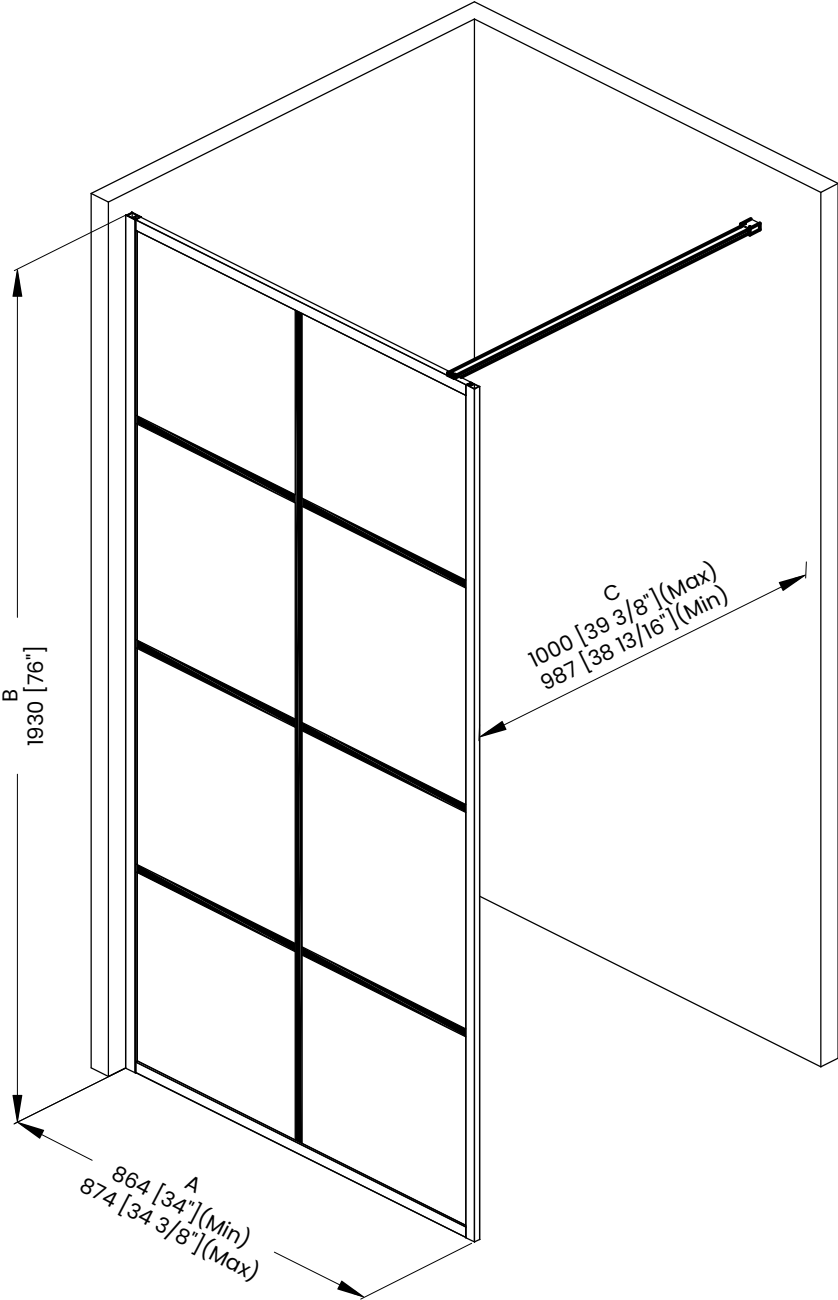 C
1000 [39 3/8"](Max)
987 [38 13/16"](Min)
B
1930 [76"]
A
864 [34"](Min)
874 [34 3/8"](Max)